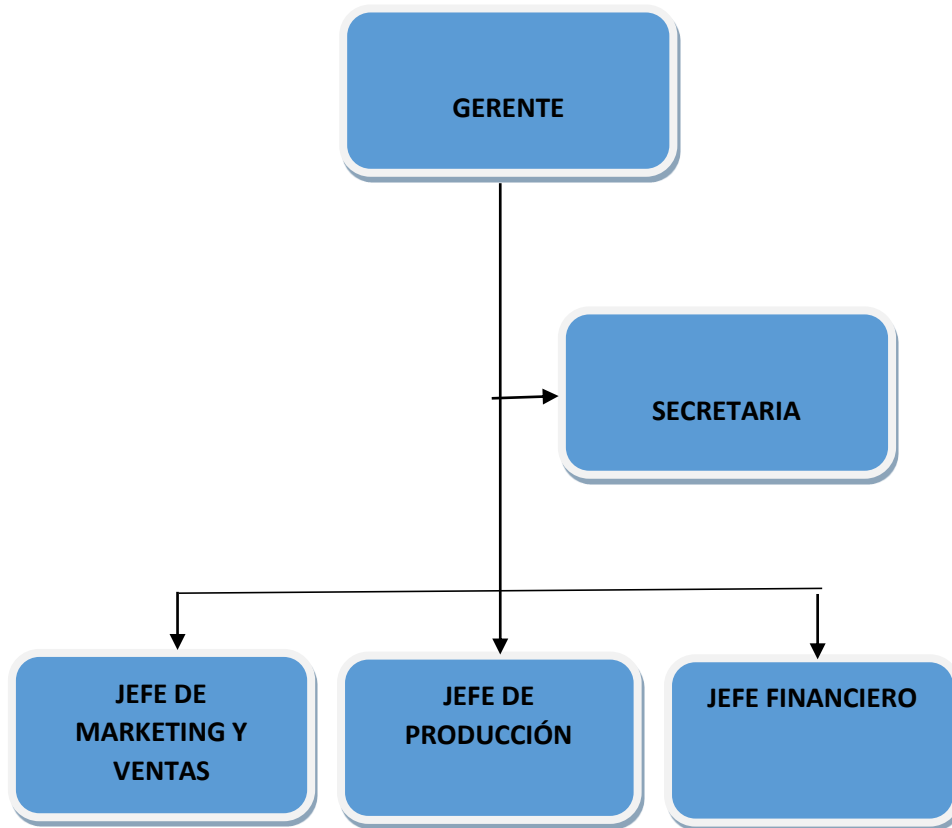 GERENTE
SECRETARIA
JEFE DE
MARKETING Y
VENTAS
JEFE DE
PRODUCCIÓN
JEFE FINANCIERO